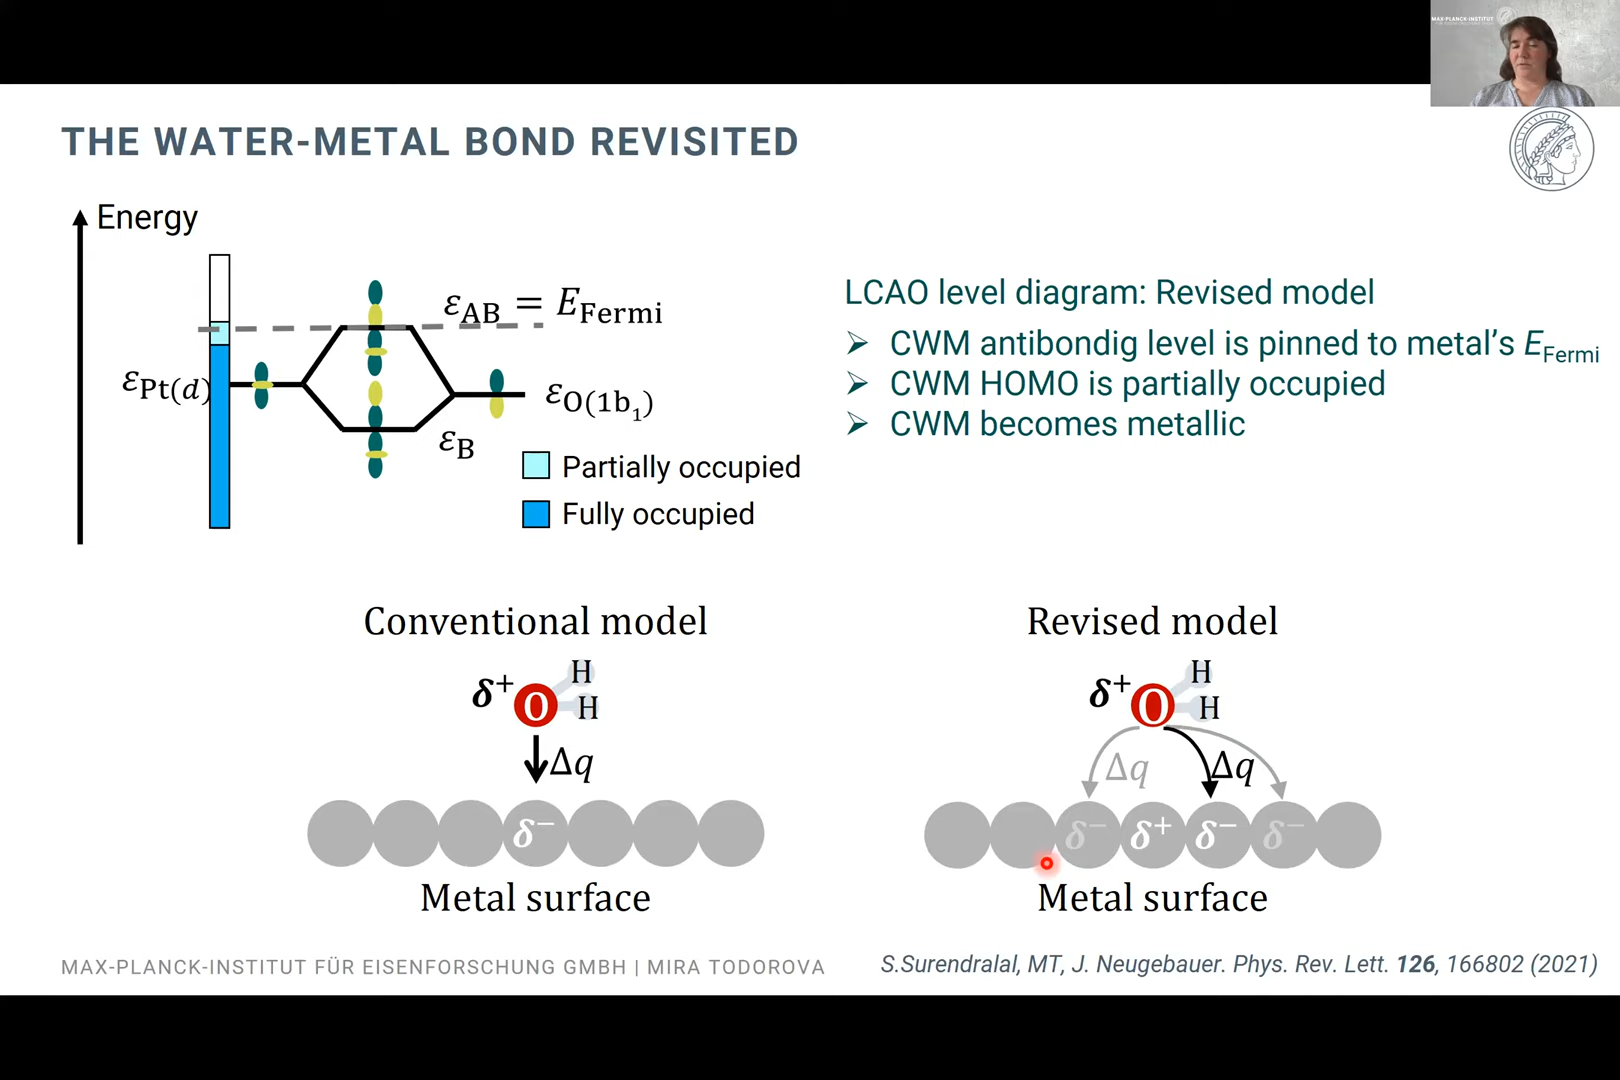 MAX-PLANCK-INSTITUT
THE WATER-METAL BOND REVISITED
Energy
εAB = EFermi
εPt(d)
εO(1b1)
εB
Partially occupied
Fully occupied
LCAO level diagram: Revised model
➢ CWM antibondig level is pinned to metal's EFermi
➢ CWM HOMO is partially occupied
➢ CWM becomes metallic
Conventional model
δ+ O H
H
Δq
δ−
Metal surface
Revised model
δ+ O H
H
Δq Δq
δ− δ+ δ− δ−
Metal surface
MAX-PLANCK-INSTITUT FÜR EISENFORSCHUNG GMBH | MIRA TODOROVA
S.Surendralal, MT, J. Neugebauer. Phys. Rev. Lett. 126, 166802 (2021)